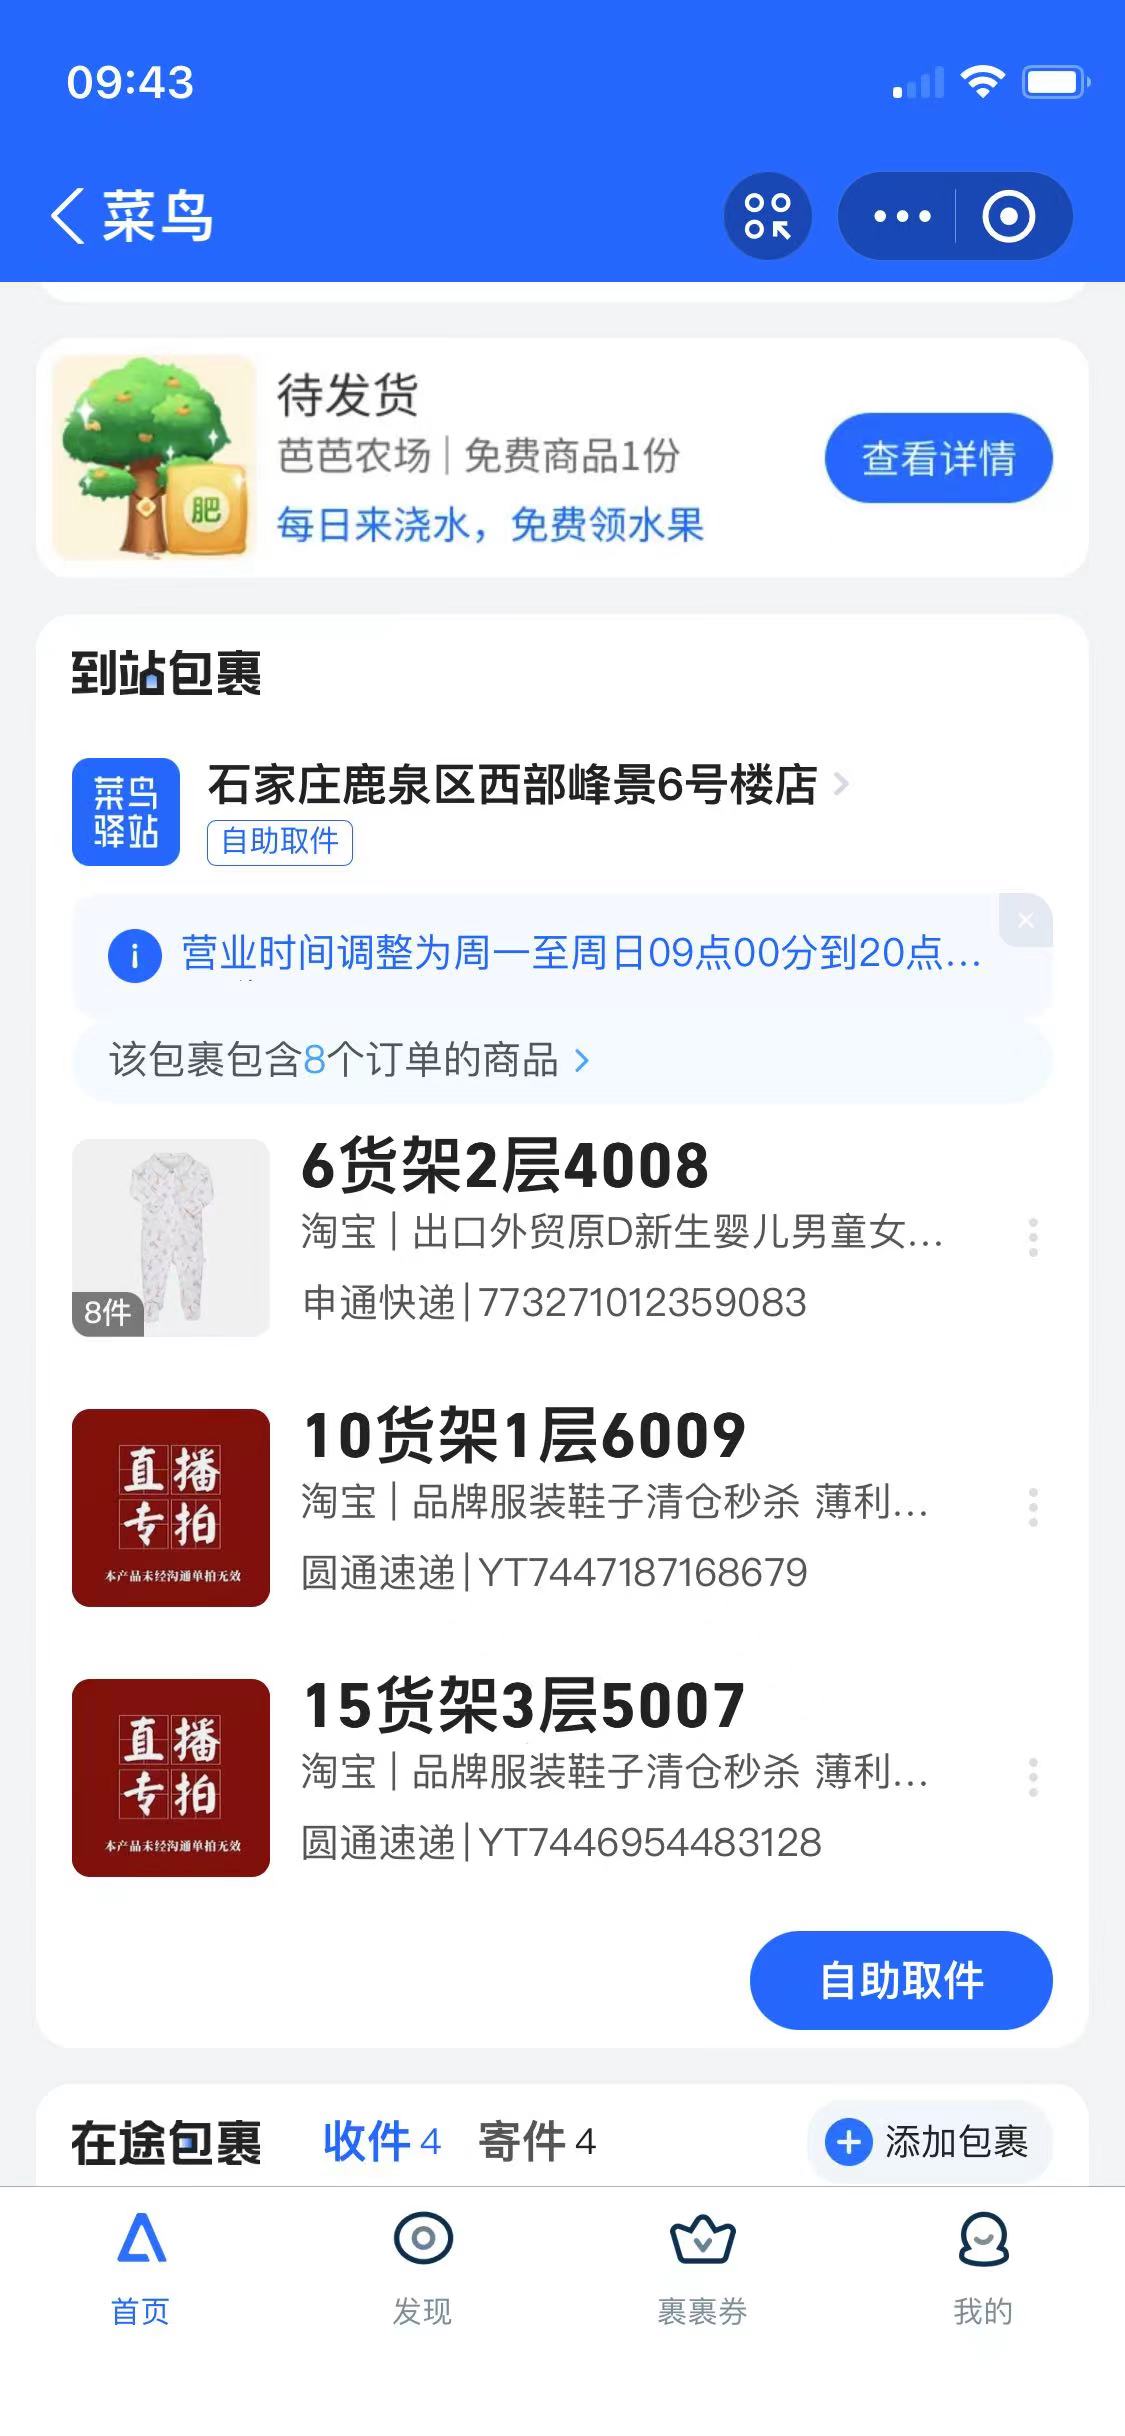 09:43
菜鸟
待发货
芭芭农场 | 免费商品1份
每日来浇水，免费领水果
查看详情
肥
到站包裹
菜鸟
驿站
石家庄鹿泉区西部峰景6号楼店
自助取件
营业时间调整为周一至周日09点00分到20点...
该包裹包含8个订单的商品
6货架2层4008
淘宝 | 出口外贸原D新生婴儿男童女...
申通快递|773271012359083
8件
10货架1层6009
淘宝 | 品牌服装鞋子清仓秒杀 薄利...
圆通速递|YT7447187168679
直播
专拍
本产品未经沟通单拍无效
15货架3层5007
淘宝 | 品牌服装鞋子清仓秒杀 薄利...
圆通速递|YT7446954483128
直播
专拍
本产品未经沟通单拍无效
自助取件
在途包裹 收件 4 寄件 4 添加包裹
首页 发现 裹裹券 我的